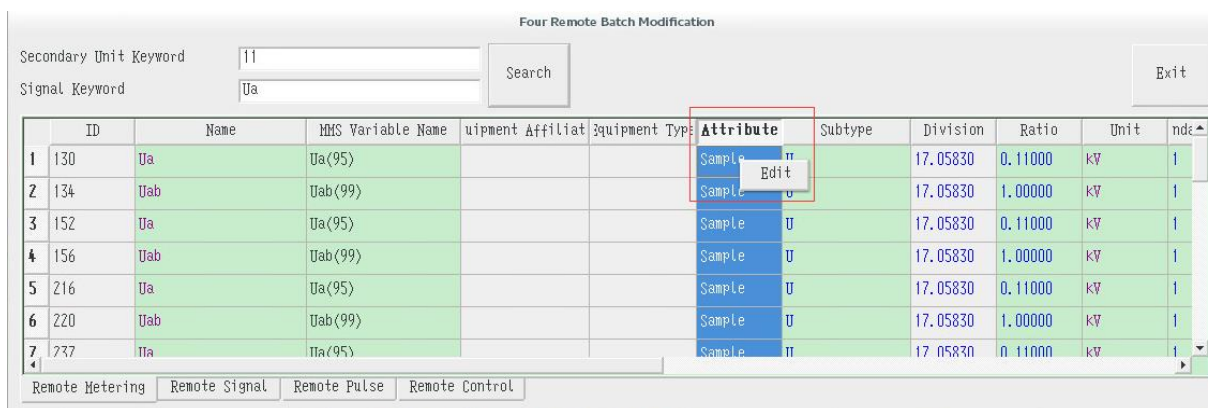 Four Remote Batch Modification
Secondary Unit Keyword 11 Search Exit
Signal Keyword Ua
ID Name MMS Variable Name uipment Affiliat Equipment Type Attribute Subtype Division Ratio Unit nda
1 130 Ua Ua(95) Sample U 17.05830 0.11000 kV 1
Edit
2 134 Uab Uab(99) Sample U 17.05830 1.00000 kV 1
3 152 Ua Ua(95) Sample U 17.05830 0.11000 kV 1
4 156 Uab Uab(99) Sample U 17.05830 1.00000 kV 1
5 216 Ua Ua(95) Sample U 17.05830 0.11000 kV 1
6 220 Uab Uab(99) Sample U 17.05830 1.00000 kV 1
7 237 Ua Ua(95) Sample U 17.05830 0.11000 kV 1
Remote Metering Remote Signal Remote Pulse Remote Control